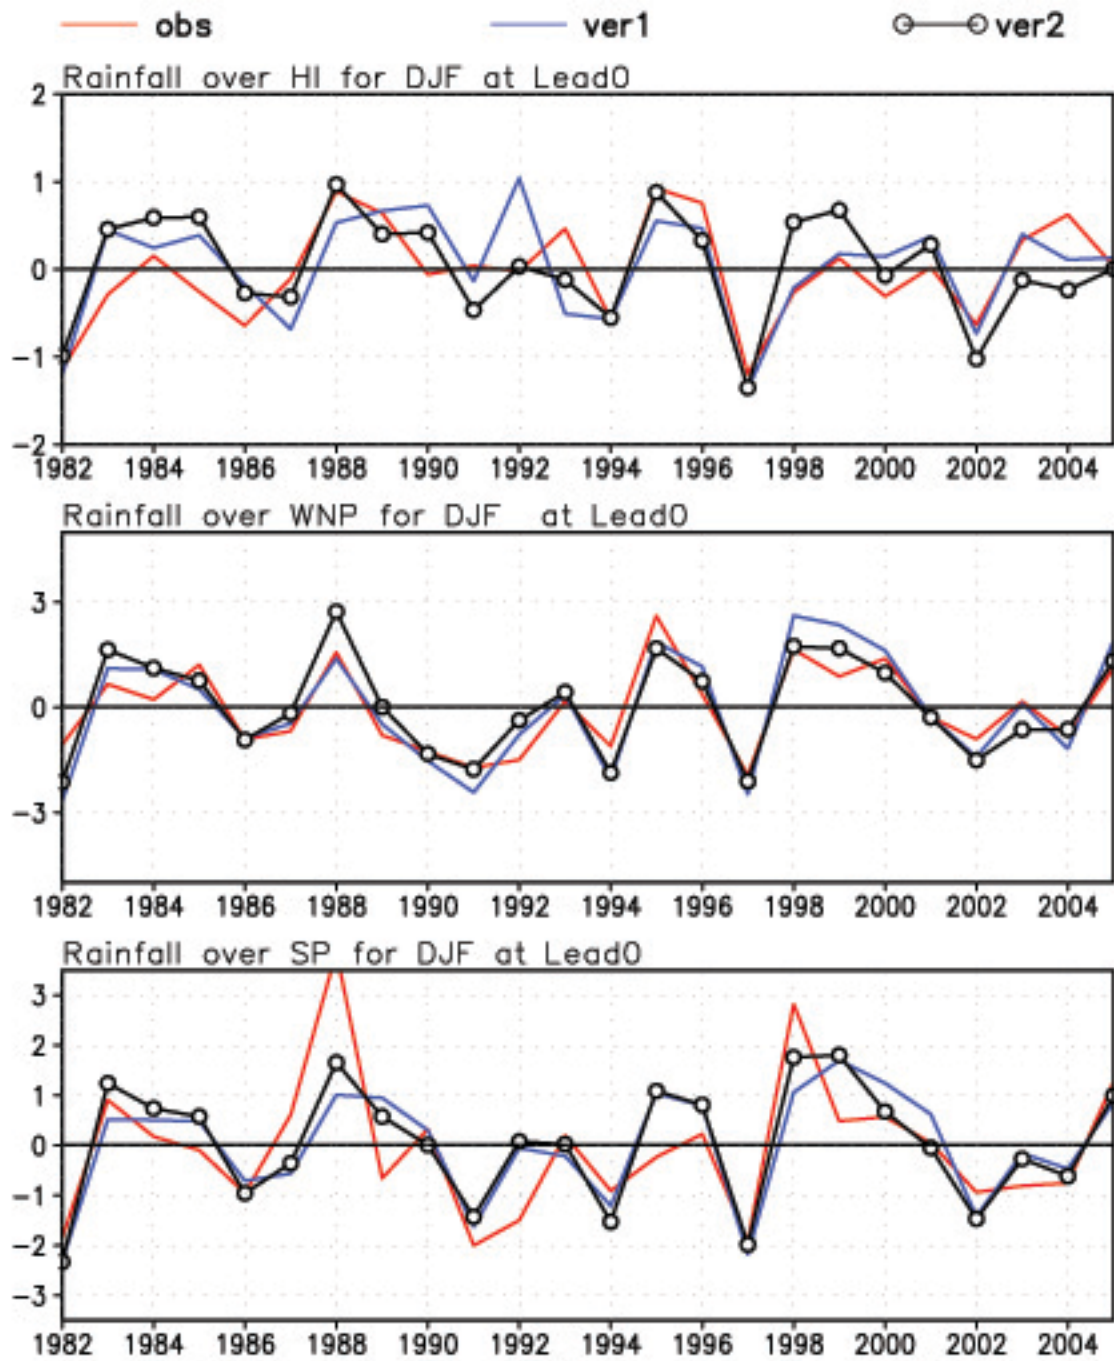 obs ver1 ver2
Rainfall over HI for DJF at Lead0
2
1
0
−1
−2
1982 1984 1986 1988 1990 1992 1994 1996 1998 2000 2002 2004
Rainfall over WNP for DJF at Lead0
3
0
−3
1982 1984 1986 1988 1990 1992 1994 1996 1998 2000 2002 2004
Rainfall over SP for DJF at Lead0
3
2
1
0
−1
−2
−3
1982 1984 1986 1988 1990 1992 1994 1996 1998 2000 2002 2004